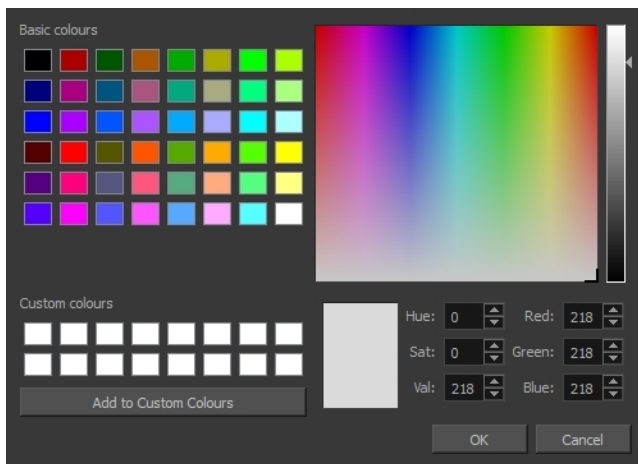 Basic colours
Custom colours
Add to Custom Colours
Hue: 0 Red: 218
Sat: 0 Green: 218
Val: 218 Blue: 218
OK Cancel